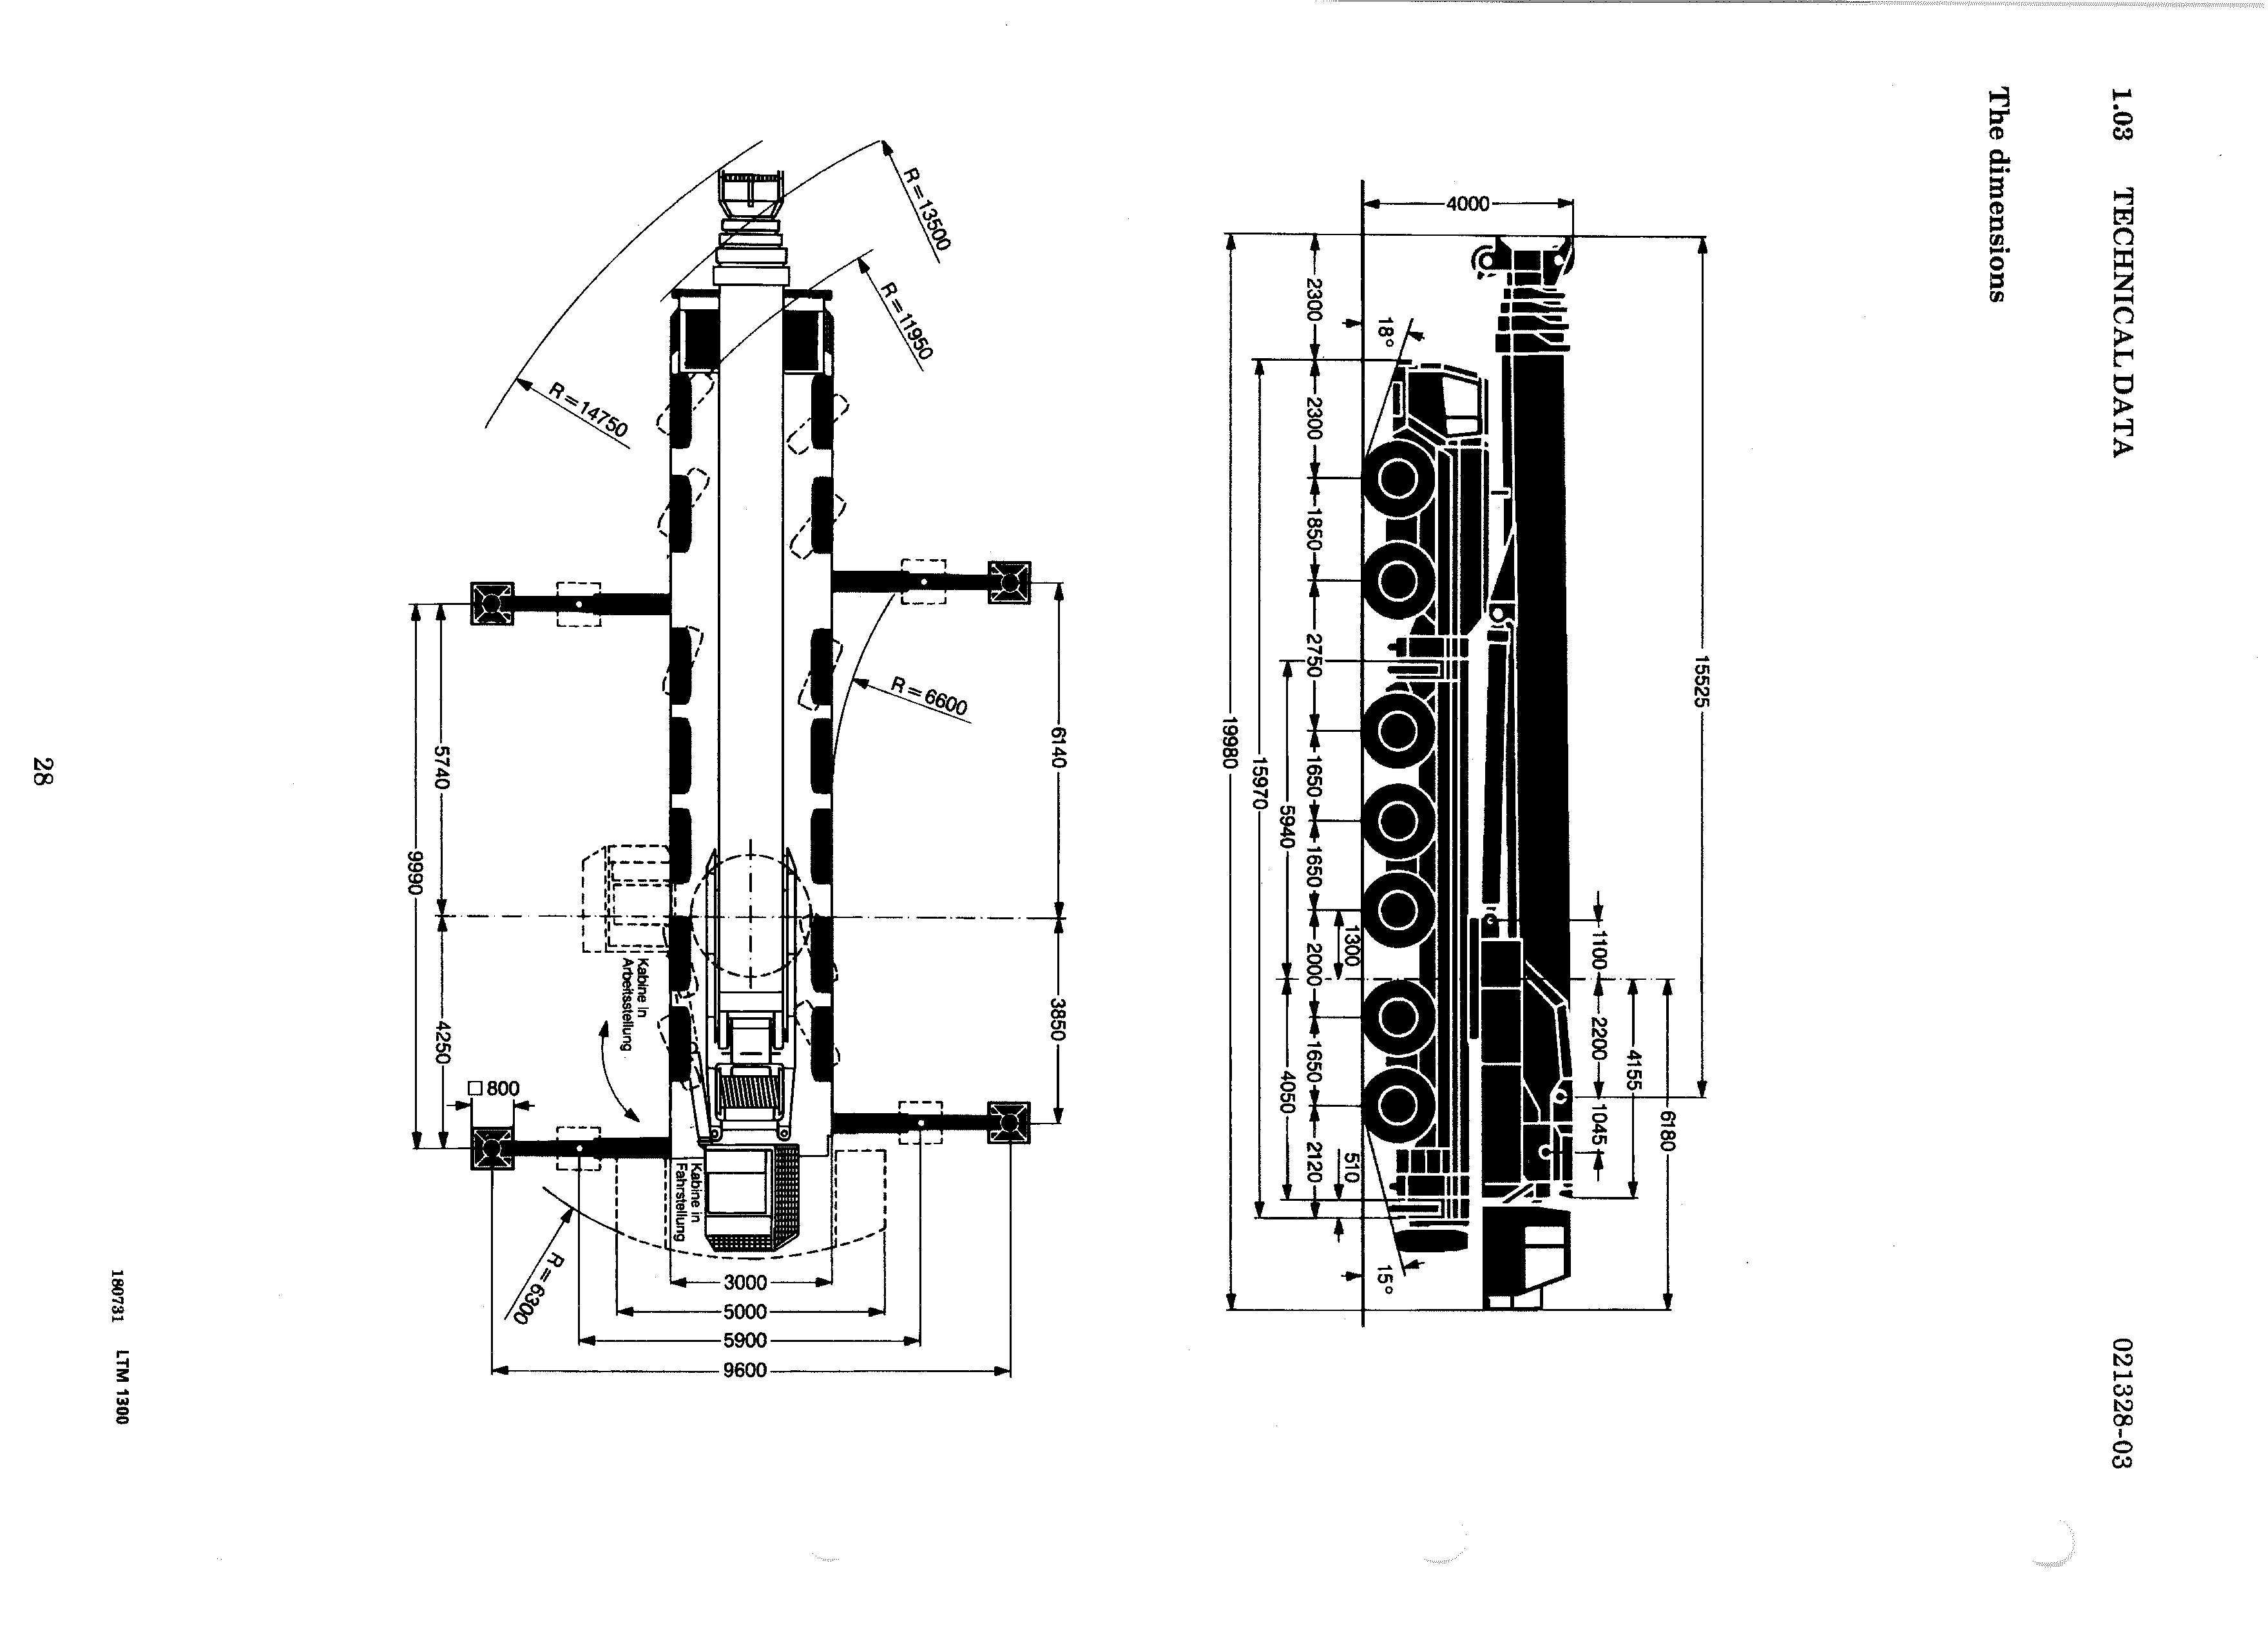 1.03 TECHNICAL DATA 021328-03
The dimensions
15525
6180
4155
1100
2200
1045
4000
18°
15°
1300
510
2300
2300
1850
2750
1650
1650
2000
1650
2120
5940
4050
15970
19980
6140
3850
R=13500
R=11950
R=6600
R=14750
Kabine in
Arbeitsstellung
Kabine in
Fahrstellung
R=6300
3000
5000
5900
9600
□ 800
5740
4250
9990
180731 LTM 1300
28